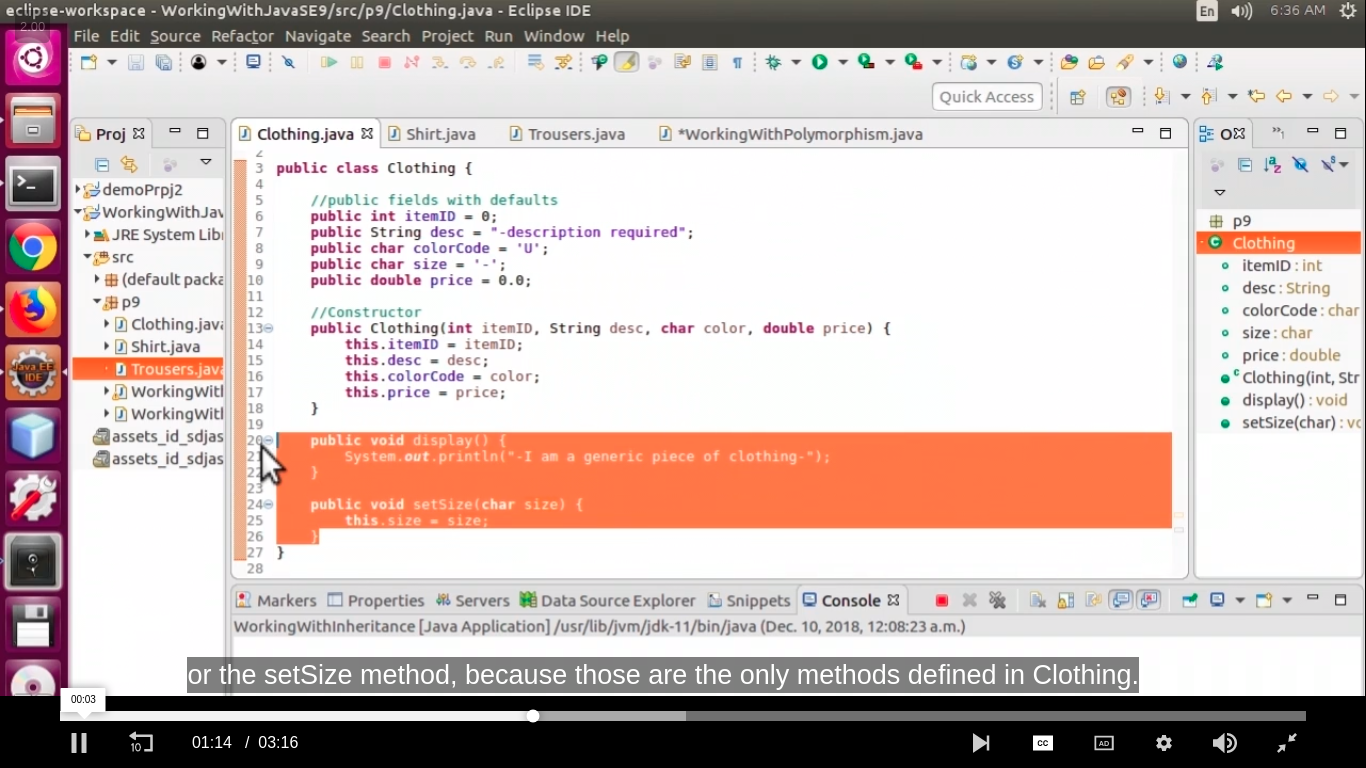 eclipse-workspace - WorkingWithJavaSE9/src/p9/Clothing.java - Eclipse IDE
En
6:36 AM
2.00
File Edit Source Refactor Navigate Search Project Run Window Help
Quick Access
Proj
Clothing.java
Shirt.java
Trousers.java
*WorkingWithPolymorphism.java
O
demoPrpj2
WorkingWithJav
JRE System Libr
src
(default packa
p9
Clothing.java
Shirt.java
Trousers.java
WorkingWitl
WorkingWitl
assets_id_sdjas
assets_id_sdjas
Java EE
IDE
2
3 public class Clothing {
4
5 //public fields with defaults
6 public int itemID = 0;
7 public String desc = "-description required";
8 public char colorCode = 'U';
9 public char size = '-';
10 public double price = 0.0;
11
12 //Constructor
13 public Clothing(int itemID, String desc, char color, double price) {
14 this.itemID = itemID;
15 this.desc = desc;
16 this.colorCode = color;
17 this.price = price;
18 }
19
20 public void display() {
21 System.out.println("-I am a generic piece of clothing-");
22 }
23
24 public void setSize(char size) {
25 this.size = size;
26 }
27 }
28
p9
Clothing
itemID : int
desc : String
colorCode : char
size : char
price : double
Clothing(int, Str
display() : void
setSize(char) : vo
Markers Properties Servers Data Source Explorer Snippets Console
WorkingWithInheritance [Java Application] /usr/lib/jvm/jdk-11/bin/java (Dec. 10, 2018, 12:08:23 a.m.)
or the setSize method, because those are the only methods defined in Clothing.
00:03
10
01:14 / 03:16
CC
AD